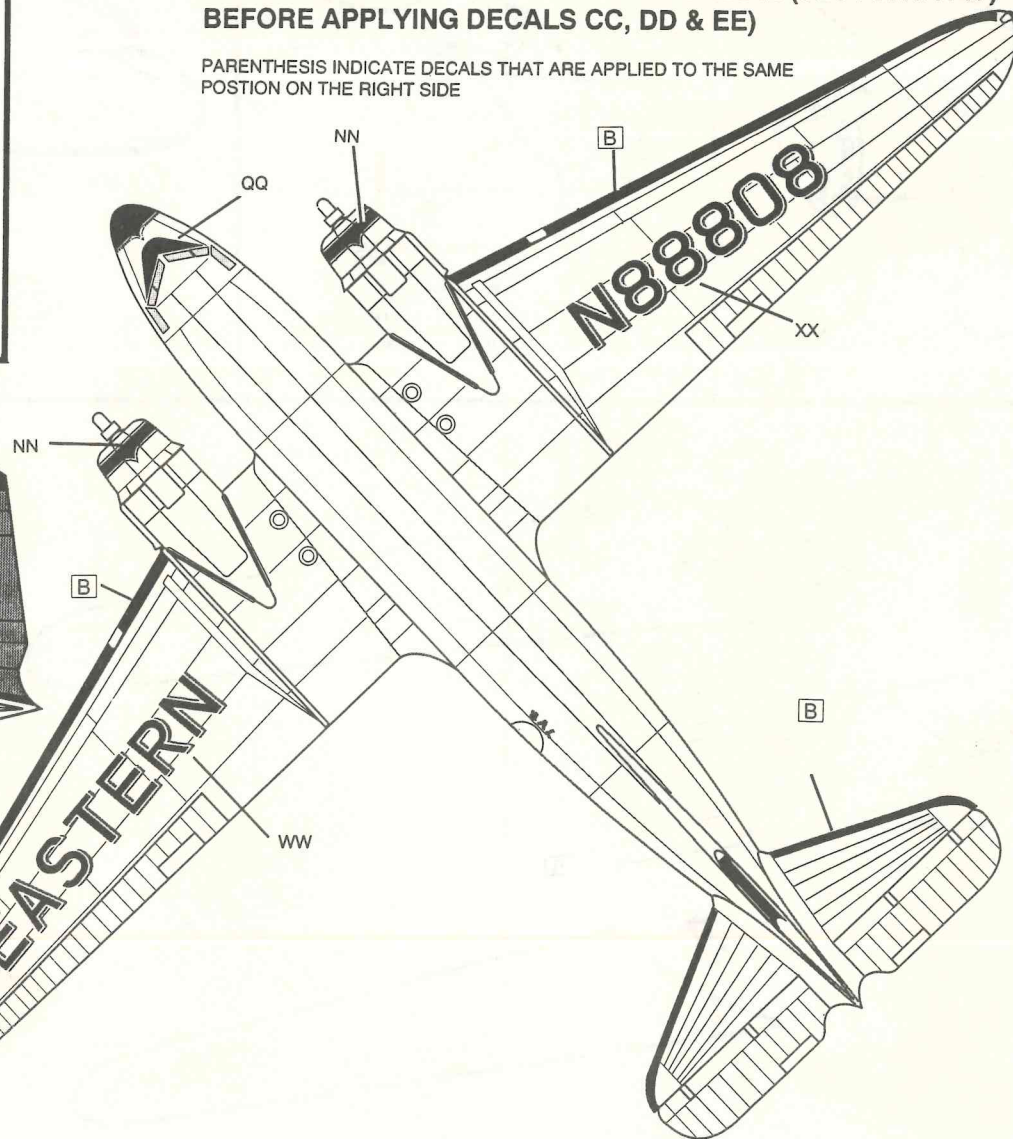 BEFORE APPLYING DECALS CC, DD & EE)
PARENTHESIS INDICATE DECALS THAT ARE APPLIED TO THE SAME
POSTION ON THE RIGHT SIDE
NN
B
QQ
N88808
XX
NN
B
B
EASTERN
WW